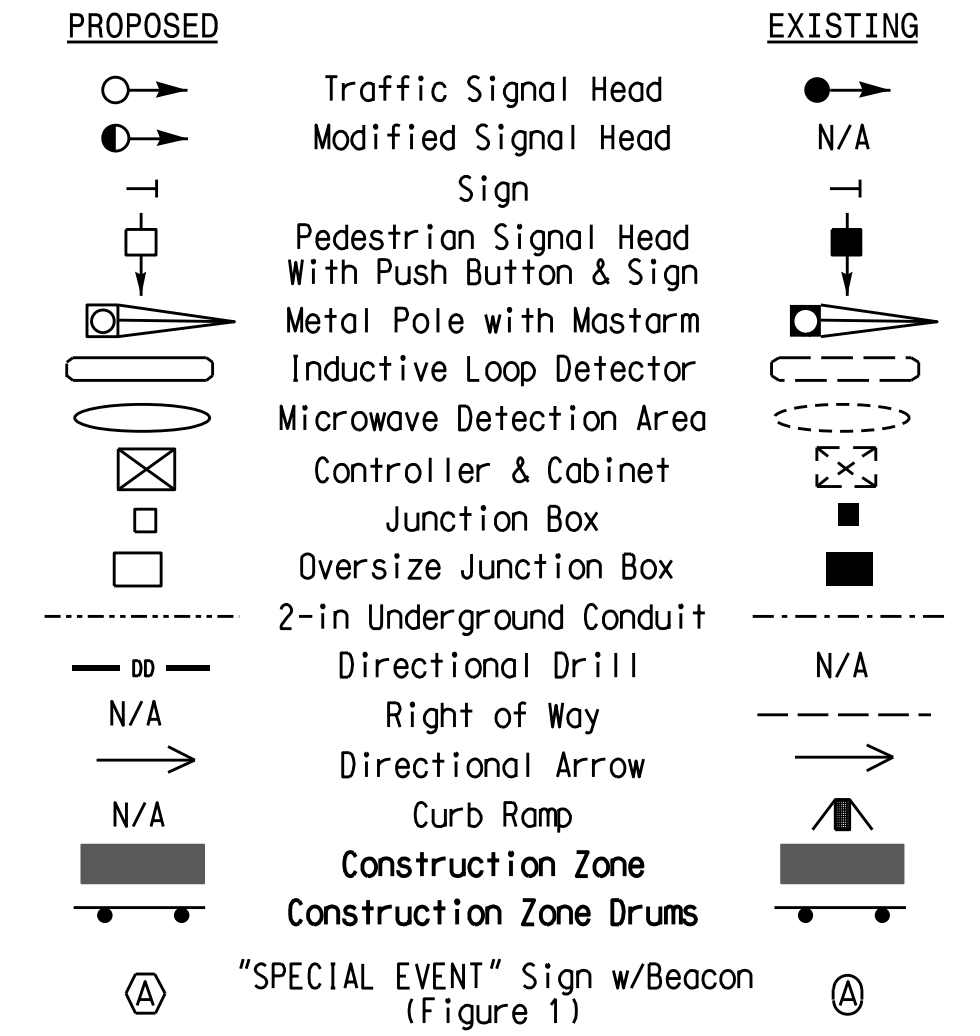 PROPOSED EXISTING
Traffic Signal Head
Modified Signal Head N/A
Sign
Pedestrian Signal Head
With Push Button & Sign
Metal Pole with Mastarm
Inductive Loop Detector
Microwave Detection Area
Controller & Cabinet
Junction Box
Oversize Junction Box
2-in Underground Conduit
DD Directional Drill N/A
N/A Right of Way
Directional Arrow
N/A Curb Ramp
Construction Zone
Construction Zone Drums
"SPECIAL EVENT" Sign w/Beacon
A (Figure 1) A